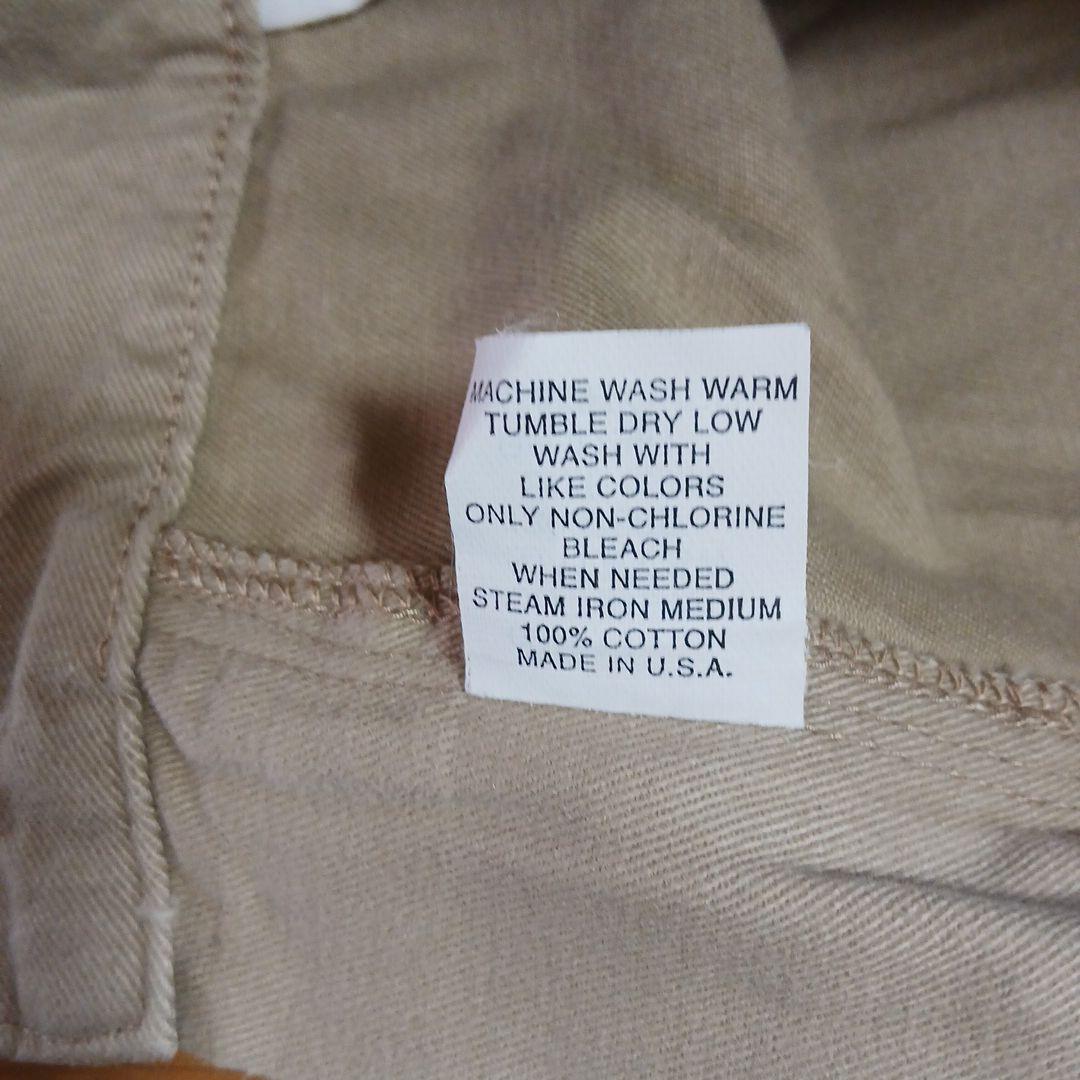 MACHINE WASH WARM
TUMBLE DRY LOW
WASH WITH
LIKE COLORS
ONLY NON-CHLORINE
BLEACH
WHEN NEEDED
STEAM IRON MEDIUM
100% COTTON
MADE IN U.S.A.